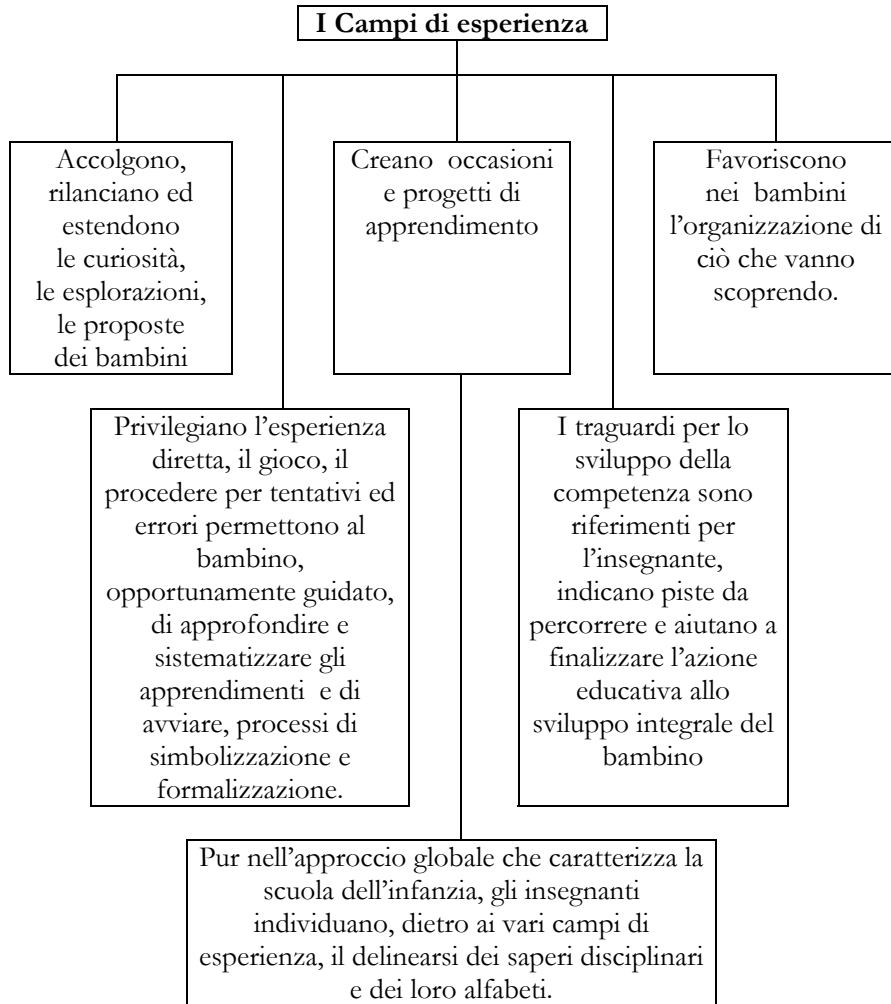 I Campi di esperienza
Accolgono,
rilanciano ed
estendono
le curiosità,
le esplorazioni,
le proposte
dei bambini
Creano occasioni
e progetti di
apprendimento
Favoriscono
nei bambini
l’organizzazione di
ciò che vanno
scoprendo.
Privilegiano l’esperienza
diretta, il gioco, il
procedere per tentativi ed
errori permettono al
bambino,
opportunamente guidato,
di approfondire e
sistematizzare gli
apprendimenti e di
avviare, processi di
simbolizzazione e
formalizzazione.
I traguardi per lo
sviluppo della
competenza sono
riferimenti per
l’insegnante,
indicano piste da
percorrere e aiutano a
finalizzare l’azione
educativa allo
sviluppo integrale del
bambino
Pur nell’approccio globale che caratterizza la
scuola dell’infanzia, gli insegnanti
individuano, dietro ai vari campi di
esperienza, il delinearsi dei saperi disciplinari
e dei loro alfabeti.